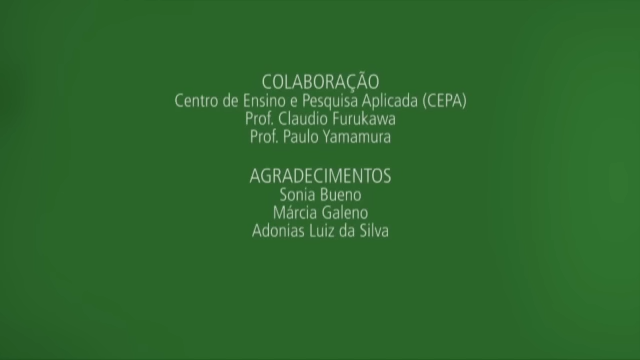 COLABORAÇÃO
Centro de Ensino e Pesquisa Aplicada (CEPA)
Prof. Claudio Furukawa
Prof. Paulo Yamamura
AGRADECIMENTOS
Sonia Bueno
Márcia Galeno
Adonias Luiz da Silva